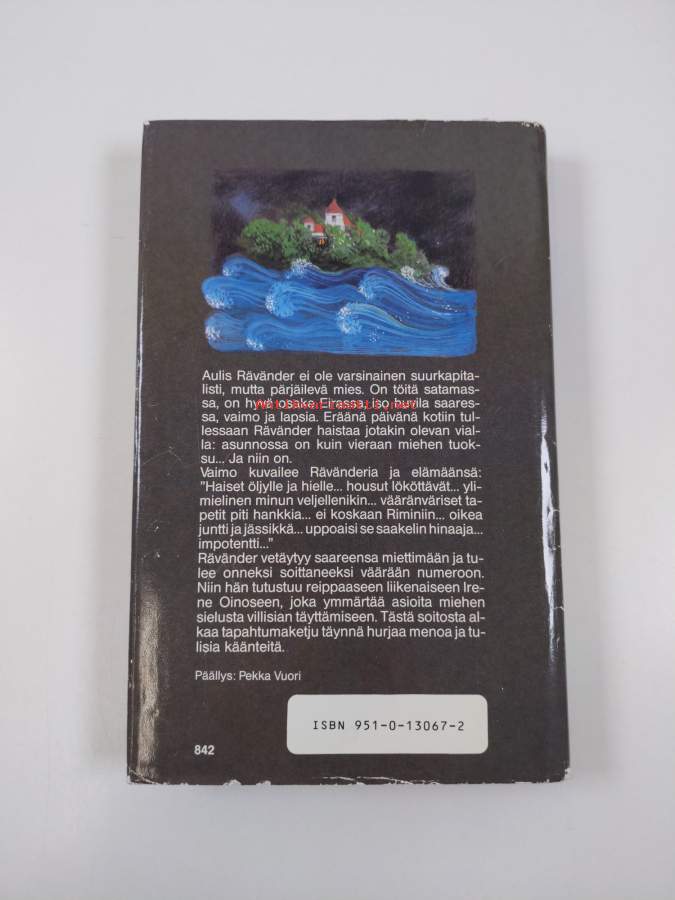 Aulis Rävänder ei ole varsinainen suurkapita-
listi, mutta pärjäilevä mies. On töitä satamas-
sa, on hyvä osake Eirassa, iso huvila saares-
sa, vaimo ja lapsia. Eräänä päivänä kotiin tul-
lessaan Rävänder haistaa jotakin olevan vial-
la: asunnossa on kuin vieraan miehen tuok-
su... Ja niin on.
Vaimo kuvailee Rävänderia ja elämäänsä:
"Haiset öljylle ja hielle... housut lököttävät... yli-
mielinen minun veljellenikin... vääränväriset ta-
petit piti hankkia... ei koskaan Riminiin... oikea
juntti ja jässikkä... uppoaisi se saakelin hinaaja...
impotentti..."
Rävänder vetäytyy saareensa miettimään ja tu-
lee onneksi soittaneeksi väärään numeroon.
Niin hän tutustuu reippaaseen liikenaiseen Ire-
ne Oinoseen, joka ymmärtää asioita miehen
sielusta villisian täyttämiseen. Tästä soitosta al-
kaa tapahtumaketju täynnä hurjaa menoa ja tu-
lisia käänteitä.
Päällys: Pekka Vuori
ISBN 951-0-13067-2
842